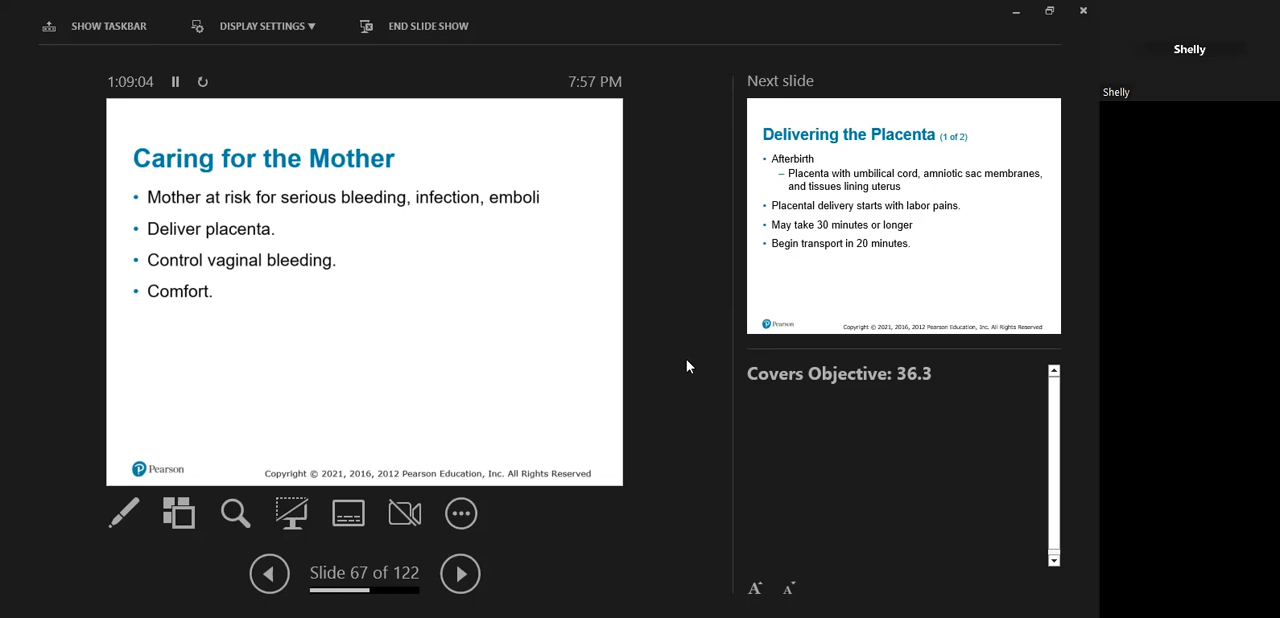 SHOW TASKBAR
DISPLAY SETTINGS ▼
END SLIDE SHOW
Shelly
Shelly
1:09:04
7:57 PM
Caring for the Mother
• Mother at risk for serious bleeding, infection, emboli
• Deliver placenta.
• Control vaginal bleeding.
• Comfort.
Pearson
Copyright © 2021, 2016, 2012 Pearson Education, Inc. All Rights Reserved
Slide 67 of 122
Next slide
Delivering the Placenta (1 of 2)
• Afterbirth
– Placenta with umbilical cord, amniotic sac membranes,
and tissues lining uterus
• Placental delivery starts with labor pains.
• May take 30 minutes or longer
• Begin transport in 20 minutes.
Pearson
Copyright © 2021, 2016, 2012 Pearson Education, Inc. All Rights Reserved
Covers Objective: 36.3
A A